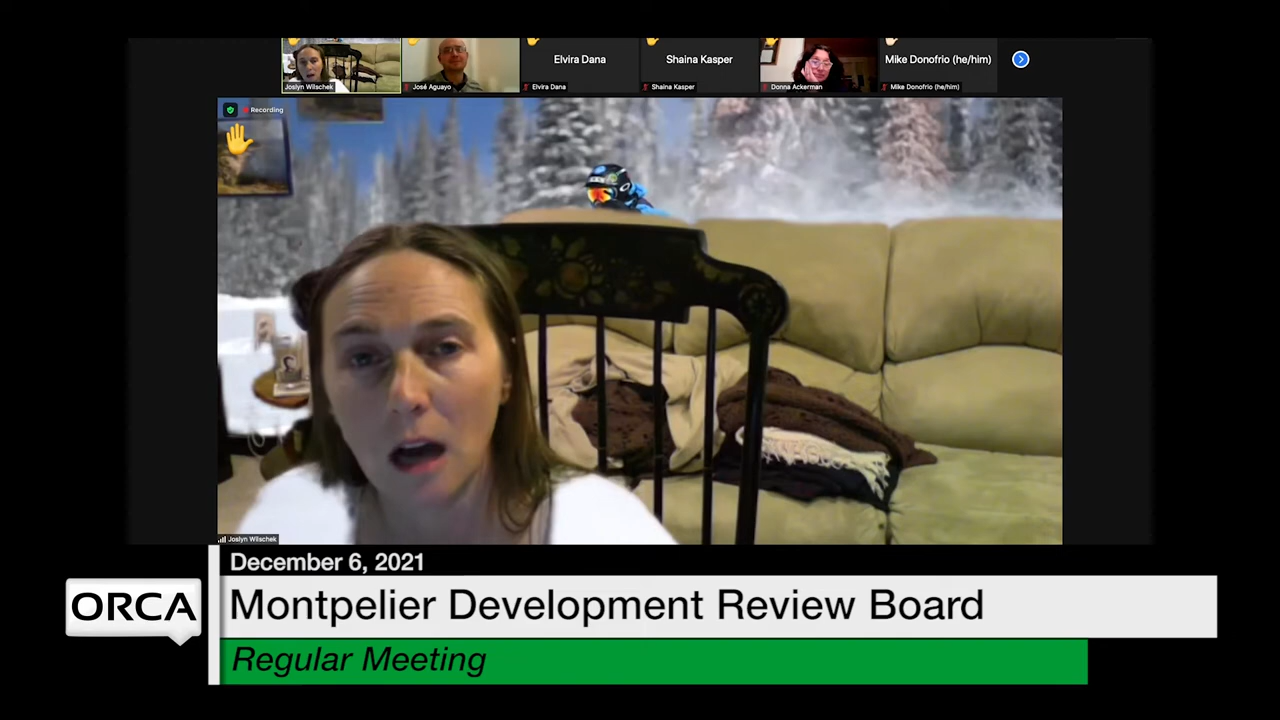 Elvira Dana
Shaina Kasper
Mike Donofrio (he/him)
Joslyn Wilschek
José Aguayo
Elvira Dana
Shaina Kasper
Donna Ackerman
Mike Donofrio (he/him)
Recording
Joslyn Wilschek
December 6, 2021
ORCA
Montpelier Development Review Board
Regular Meeting